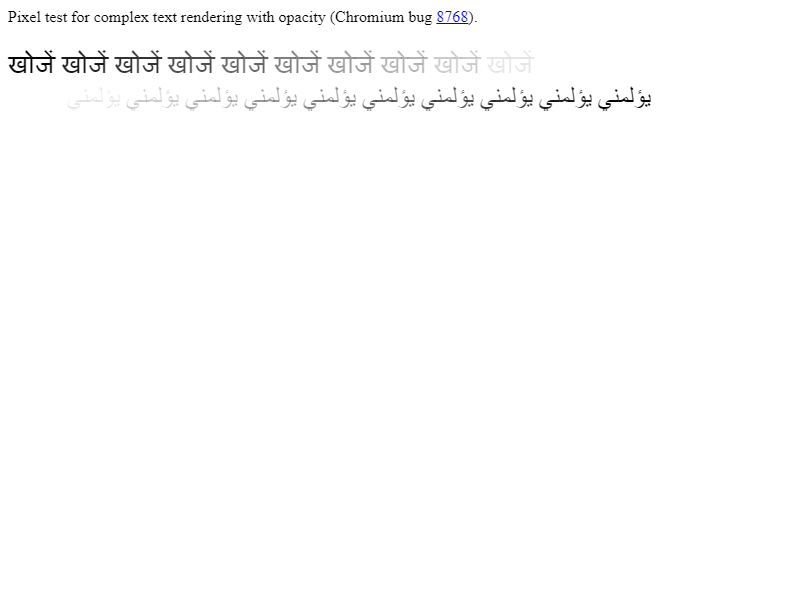 Pixel test for complex text rendering with opacity (Chromium bug 8768).
खोजें खोजें खोजें खोजें खोजें खोजें खोजें खोजें खोजें खोजें
يؤلمني يؤلمني يؤلمني يؤلمني يؤلمني يؤلمني يؤلمني يؤلمني يؤلمني يؤلمني